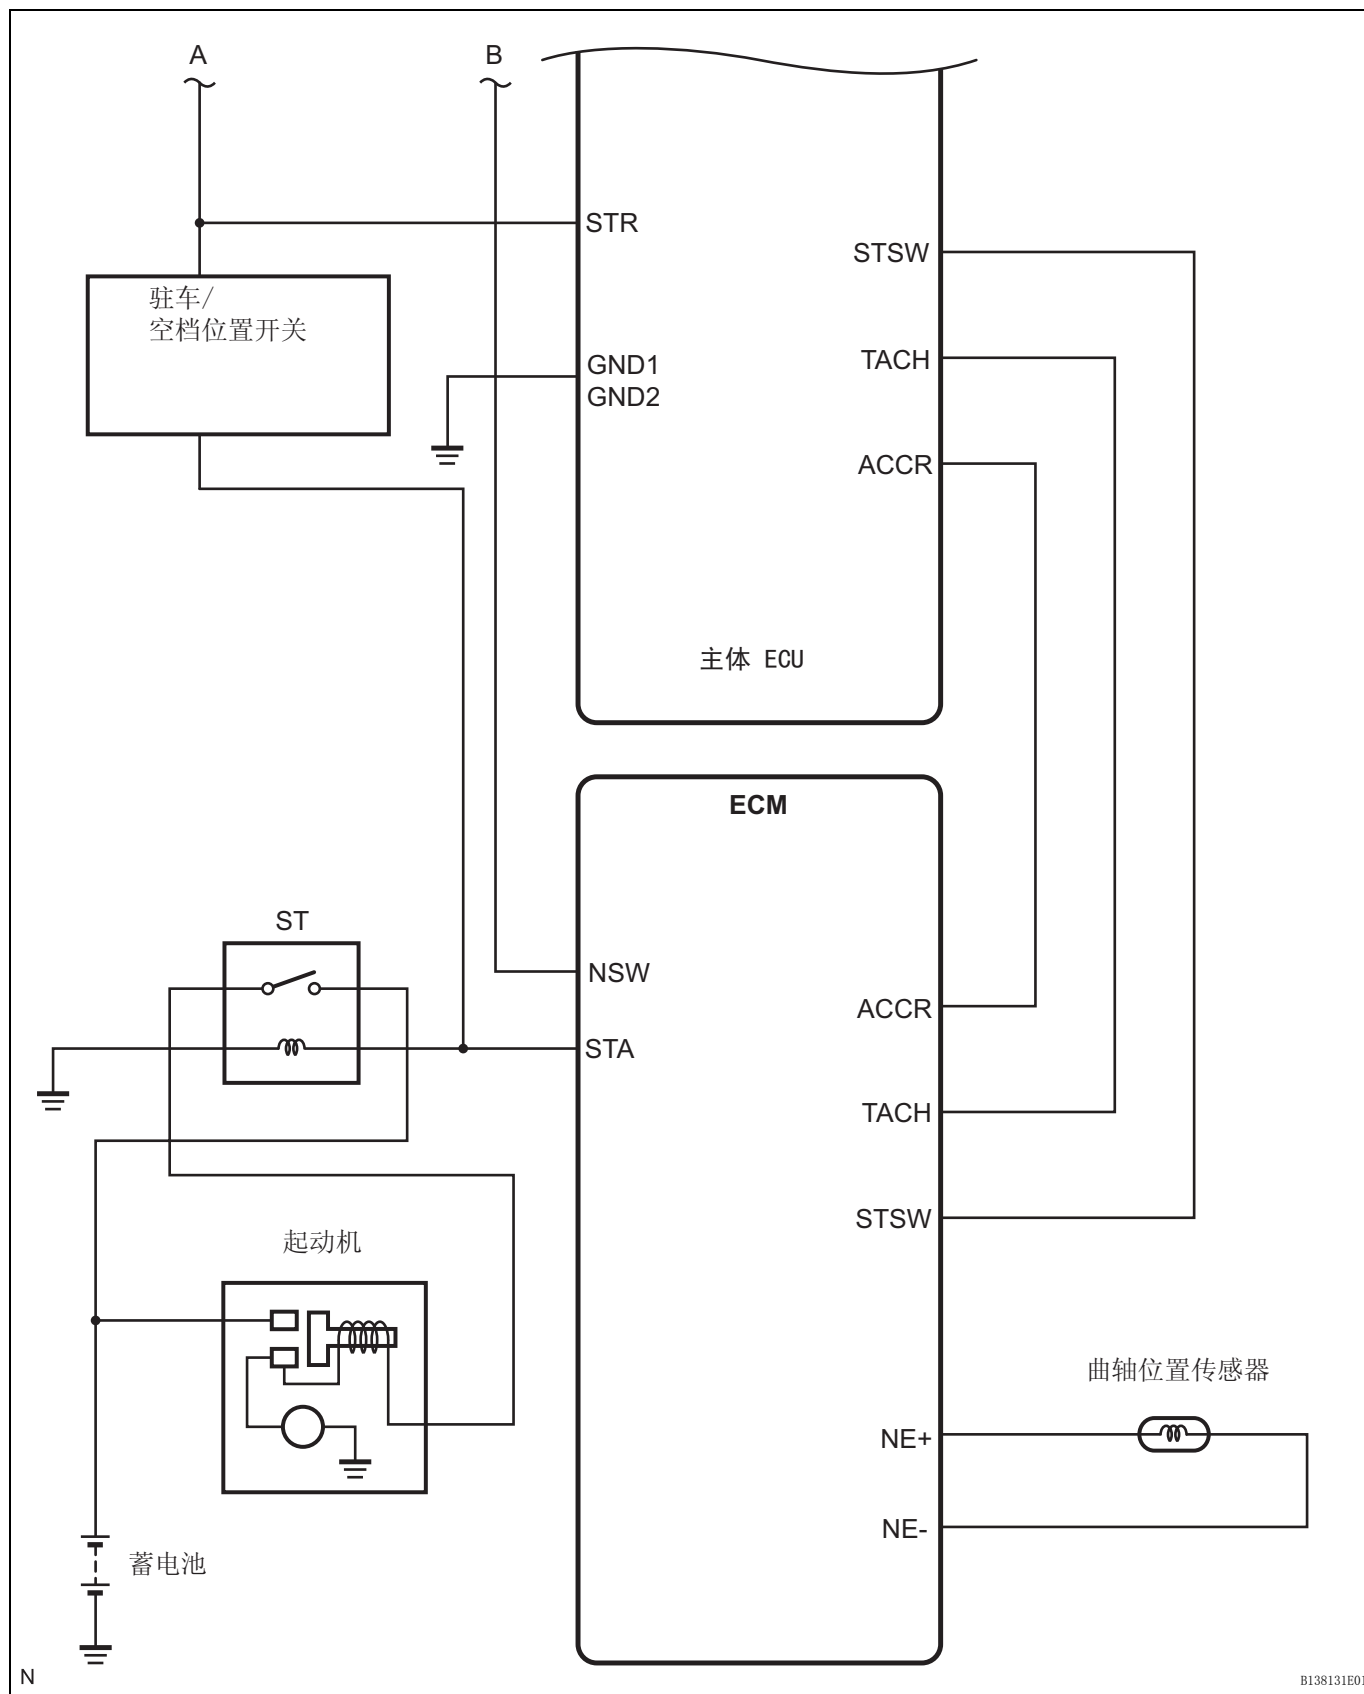 A
B
STR
STSW
驻车/
空档位置开关
GND1
GND2
TACH
ACCR
主体 ECU
ECM
ST
NSW
ACCR
STA
TACH
STSW
起动机
曲轴位置传感器
NE+
NE-
蓄电池
N
B138131E01